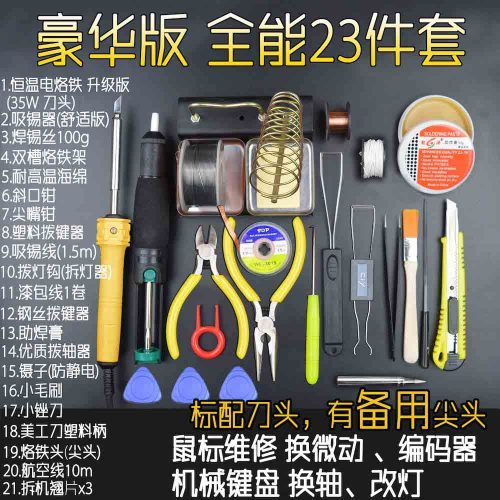 豪华版 全能23件套
1.恒温电烙铁 升级版
(35W 刀头)
2.吸锡器(舒适版)
3.焊锡丝100g
4.双槽烙铁架
5.耐高温海绵
6.斜口钳
7.尖嘴钳
8.塑料拔键器
9.吸锡线(1.5m)
10.拔灯钩(拆灯器)
11.漆包线1卷
12.钢丝拔键器
13.助焊膏
14.优质拔轴器
15.镊子(防静电)
16.小毛刷
17.小锉刀
18.美工刀塑料柄
19.烙铁头(尖头)
20.航空线10m
21.拆机翘片x3
SOLDERING PASTE
标配刀头，有备用尖头
鼠标维修 换微动 、编码器
机械键盘 换轴 、改灯